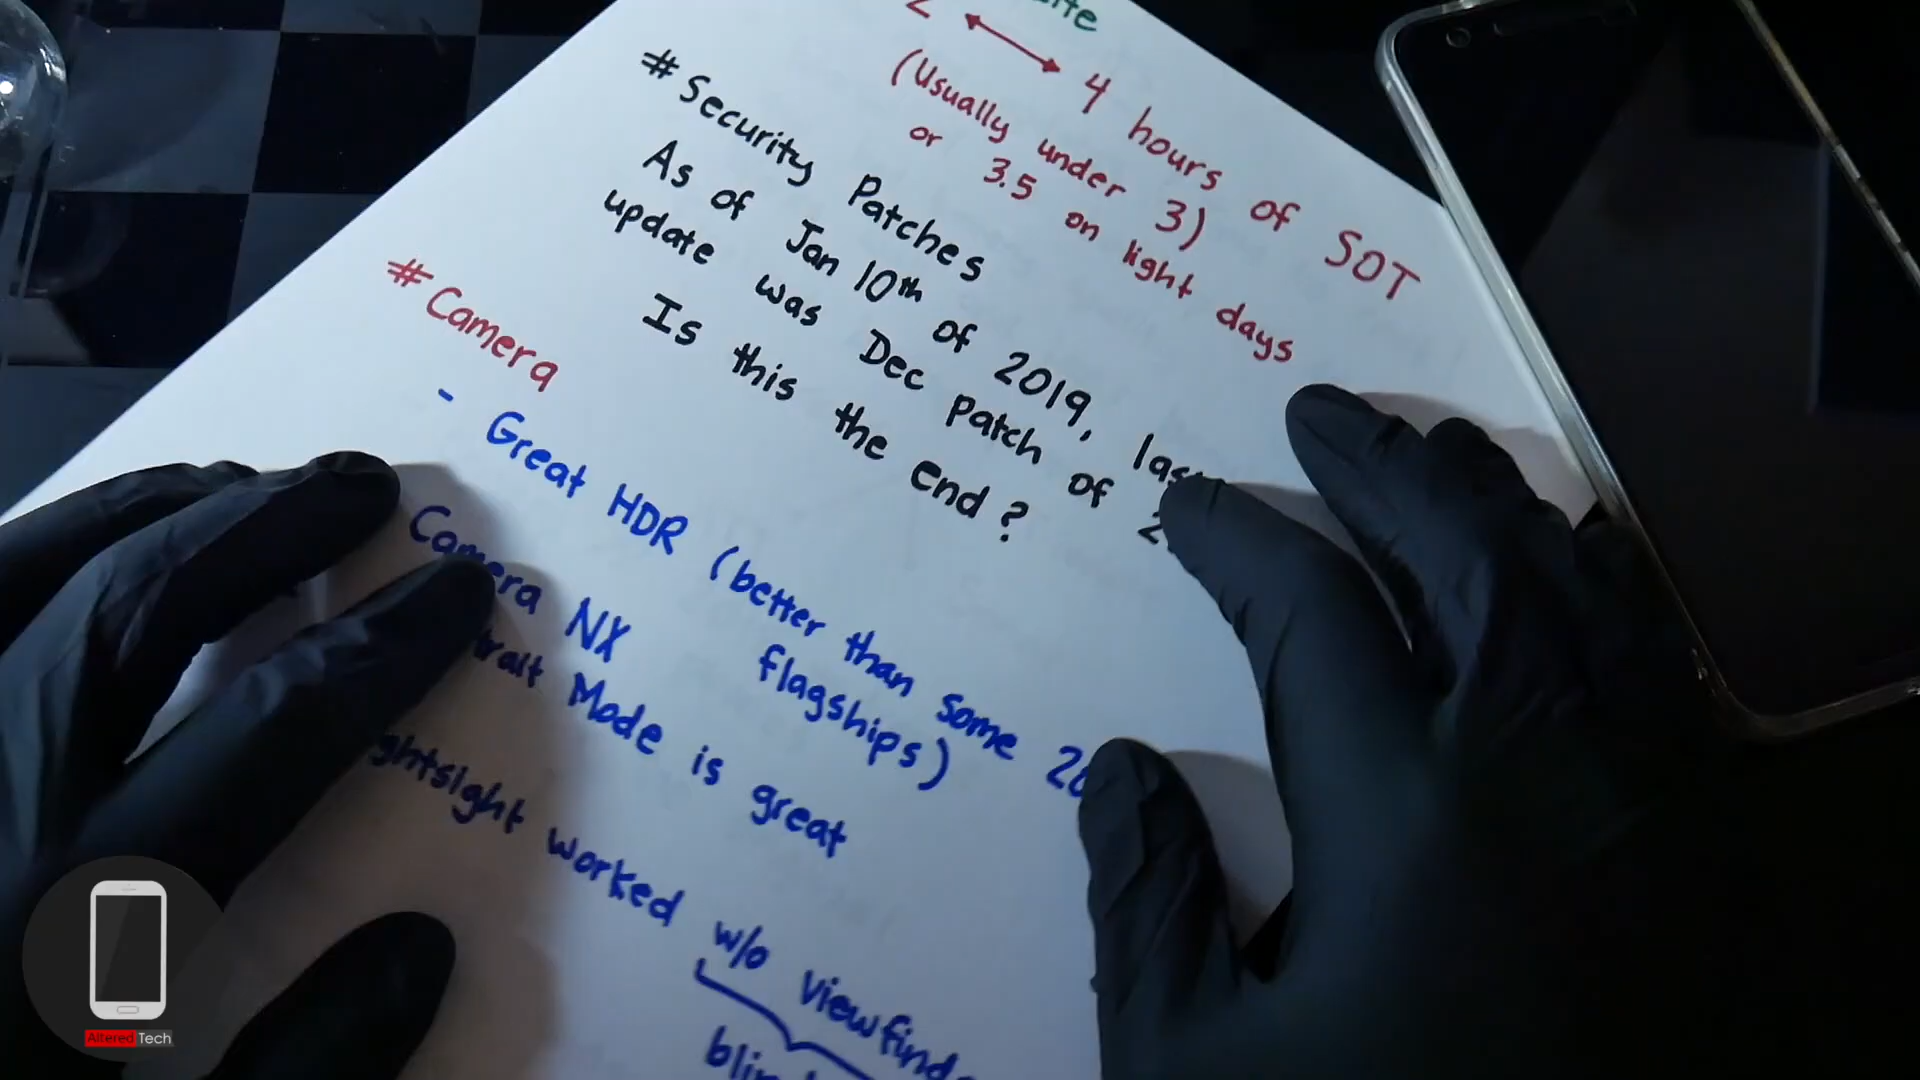 4 hours of SOT
(Usually under 3)
or 3.5 on light days
# Security Patches
As of Jan 10th of 2019,
update was Dec patch of
Is this the end?
# Camera
- Great HDR (better than some
flagships)
Camera NX
Mode is great
worked w/o
Altered Tech